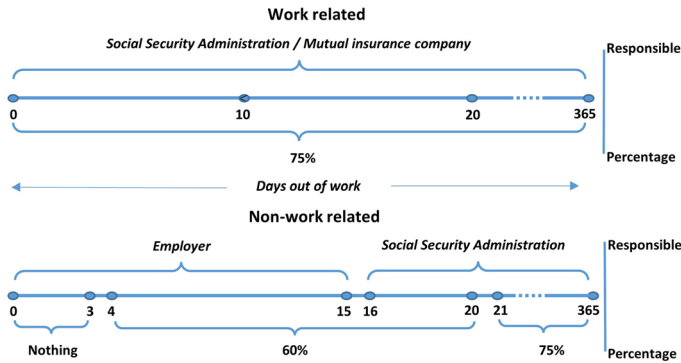 Work related
Social Security Administration / Mutual insurance company
Responsible
0 10 20 365
75%
Percentage
Days out of work
Non-work related
Employer Social Security Administration
Responsible
0 3 4 15 16 20 21 365
Nothing 60% 75%
Percentage